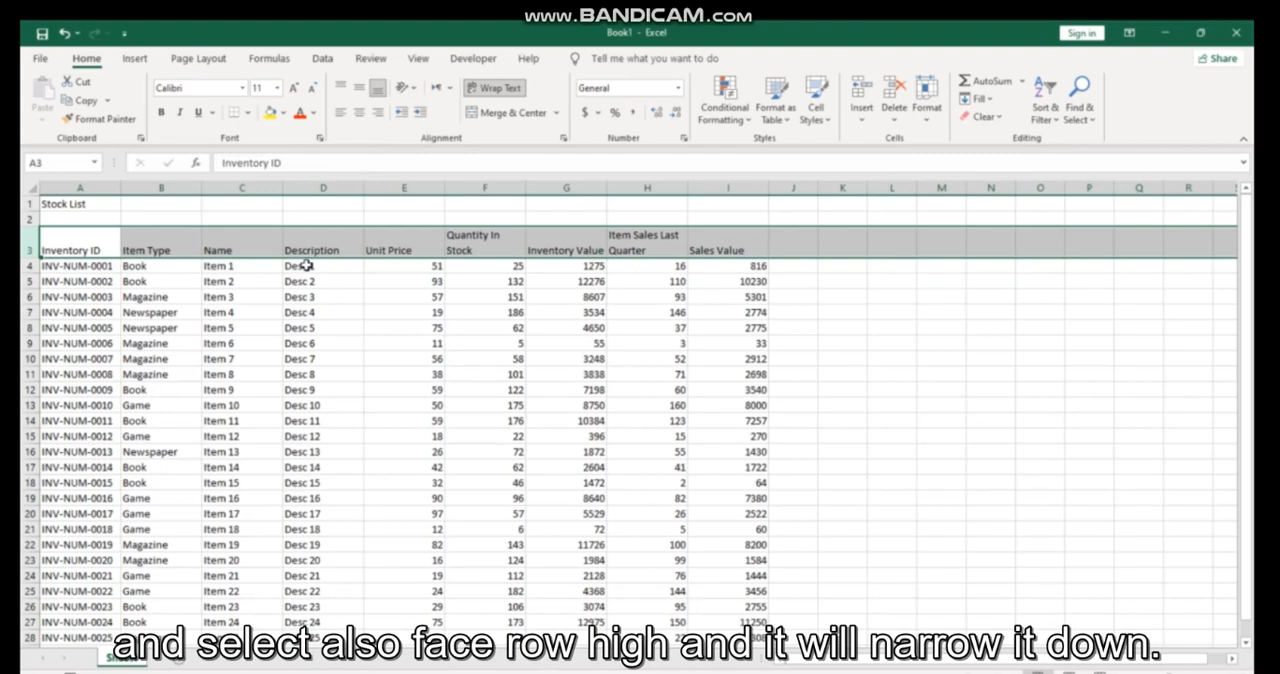 www.BANDICAM.com
Book1 - Excel
Sign in
File Home Insert Page Layout Formulas Data Review View Developer Help Tell me what you want to do Share
Cut
Copy
Format Painter
Paste
Calibri 11
B I U
Wrap Text
Merge & Center
General
$ % ,
Conditional Formatting
Format as Table
Cell Styles
Insert Delete Format
AutoSum
Fill
Clear
Sort & Filter
Find & Select
Clipboard Font Alignment Number Styles Cells Editing
A3 fx Inventory ID
A B C D E F G H I J K L M N O P Q R
1 Stock List
2
3 Inventory ID Item Type Name Description Unit Price Quantity In Stock Inventory Value Item Sales Last Quarter Sales Value
4 INV-NUM-0001 Book Item 1 51 25 1275 16 816
5 INV-NUM-0002 Book Item 2 Desc 2 93 132 12276 110 10230
6 INV-NUM-0003 Magazine Item 3 Desc 3 57 151 8607 93 5301
7 INV-NUM-0004 Newspaper Item 4 Desc 4 19 186 3534 146 2774
8 INV-NUM-0005 Newspaper Item 5 Desc 5 75 62 4650 37 2775
9 INV-NUM-0006 Magazine Item 6 Desc 6 11 5 55 3 33
10 INV-NUM-0007 Magazine Item 7 Desc 7 56 58 3248 52 2912
11 INV-NUM-0008 Magazine Item 8 Desc 8 38 101 3838 71 2698
12 INV-NUM-0009 Book Item 9 Desc 9 59 122 7198 60 3540
13 INV-NUM-0010 Game Item 10 Desc 10 50 175 8750 160 8000
14 INV-NUM-0011 Book Item 11 Desc 11 59 176 10384 123 7257
15 INV-NUM-0012 Game Item 12 Desc 12 18 22 396 15 270
16 INV-NUM-0013 Newspaper Item 13 Desc 13 26 72 1872 55 1430
17 INV-NUM-0014 Book Item 14 Desc 14 42 62 2604 41 1722
18 INV-NUM-0015 Book Item 15 Desc 15 32 46 1472 2 64
19 INV-NUM-0016 Game Item 16 Desc 16 90 96 8640 82 7380
20 INV-NUM-0017 Game Item 17 Desc 17 97 57 5529 26 2522
21 INV-NUM-0018 Game Item 18 Desc 18 12 6 72 5 60
22 INV-NUM-0019 Magazine Item 19 Desc 19 82 143 11726 100 8200
23 INV-NUM-0020 Magazine Item 20 Desc 20 16 124 1984 99 1584
24 INV-NUM-0021 Game Item 21 Desc 21 19 112 2128 76 1444
25 INV-NUM-0022 Game Item 22 Desc 22 24 182 4368 144 3456
26 INV-NUM-0023 Book Item 23 Desc 23 29 106 3074 95 2755
27 INV-NUM-0024 Book Item 24 Desc 24 75 173 12975 150 11250
28 INV-NUM-0025
and select also face row high and it will narrow it down.